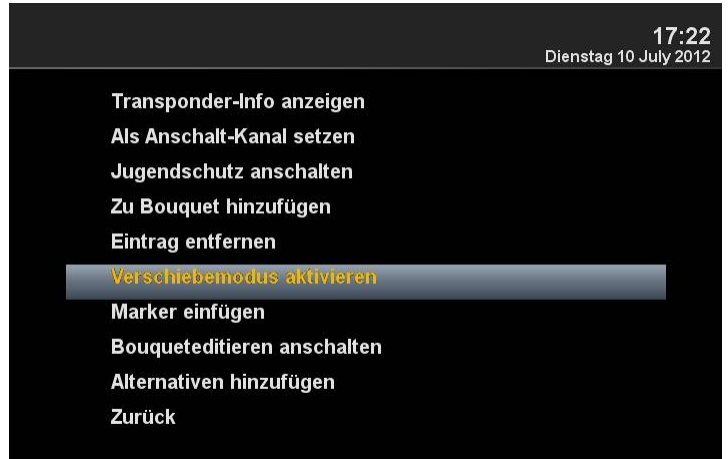 17:22
Dienstag 10 July 2012
Transponder-Info anzeigen
Als Anschalt-Kanal setzen
Jugendschutz anschalten
Zu Bouquet hinzufügen
Eintrag entfernen
Verschiebemodus aktivieren
Marker einfügen
Bouqueteditieren anschalten
Alternativen hinzufügen
Zurück